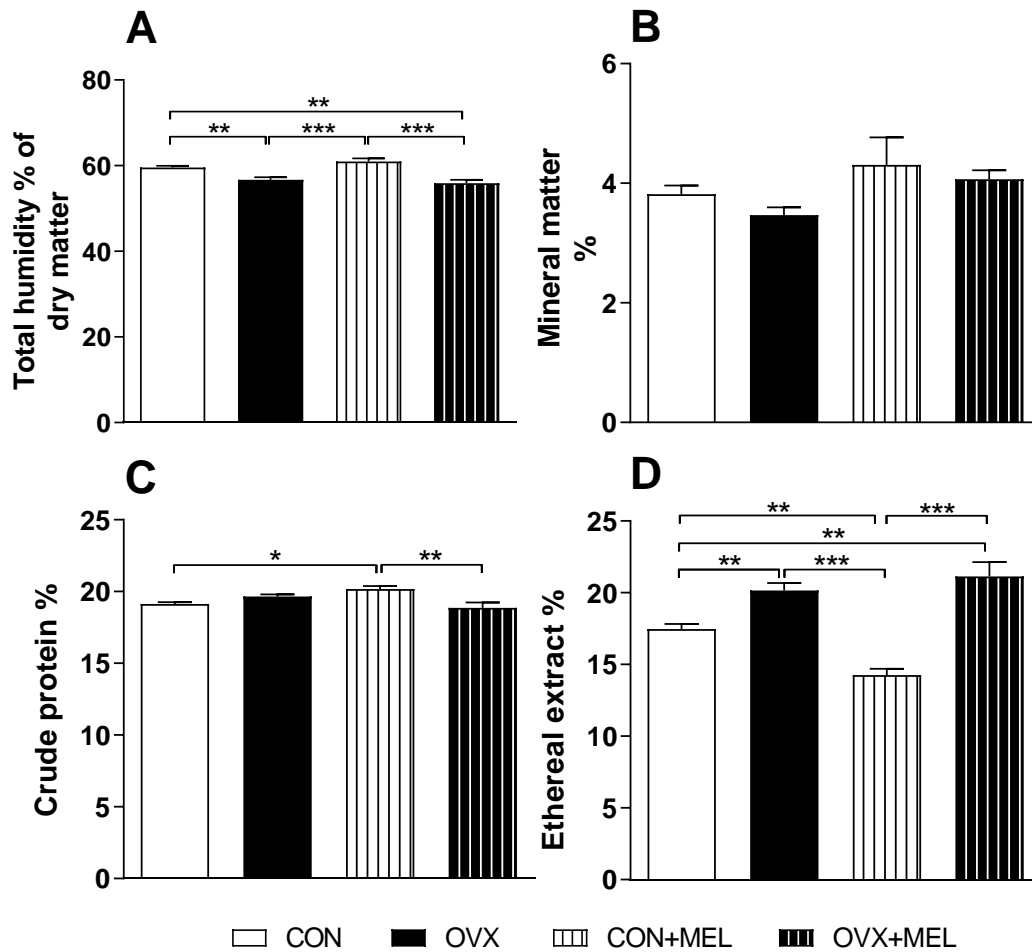 A
Total humidity % of
dry matter
80
60
40
20
0
**
** *** ***
B
Mineral matter
%
6
4
2
0
C
Crude protein %
25
20
15
10
5
0
* **
D
Ethereal extract %
25
20
15
10
5
0
** ***
**
** ***
CON OVX CON+MEL OVX+MEL